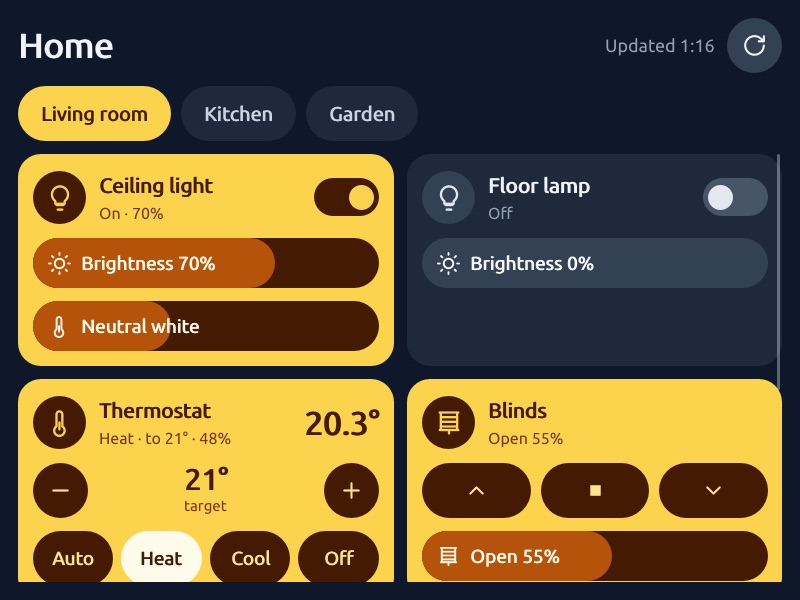 Home
Updated 1:16
Living room
Kitchen
Garden
Ceiling light
On · 70%
Brightness 70%
Neutral white
Floor lamp
Off
Brightness 0%
Thermostat
Heat · to 21° · 48%
20.3°
21°
target
Auto
Heat
Cool
Off
Blinds
Open 55%
Open 55%